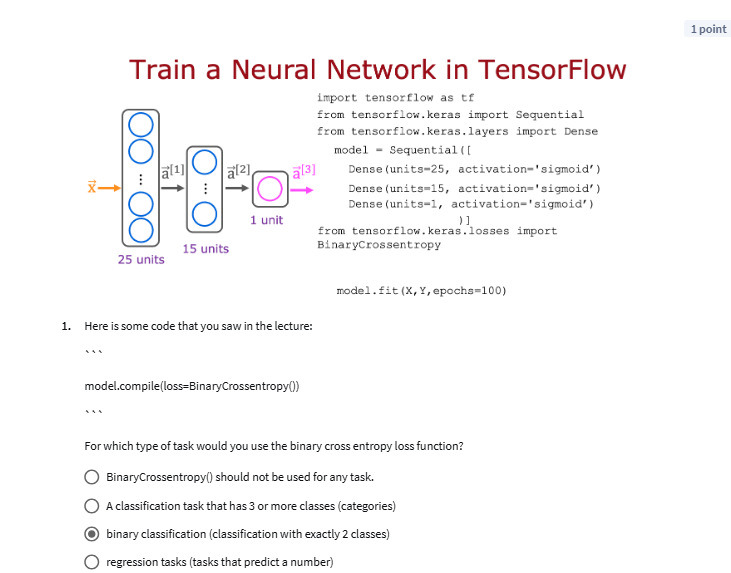 1 point
Train a Neural Network in TensorFlow
import tensorflow as tf
from tensorflow.keras import Sequential
from tensorflow.keras.layers import Dense
model = Sequential([
Dense(units=25, activation='sigmoid')
Dense(units=15, activation='sigmoid')
Dense(units=1, activation='sigmoid')
)]
from tensorflow.keras.losses import
BinaryCrossentropy
model.fit(X,Y,epochs=100)
x⃗
a⃗[1]
a⃗[2]
a⃗[3]
1 unit
15 units
25 units
1. Here is some code that you saw in the lecture:
```
model.compile(loss=BinaryCrossentropy())
```
For which type of task would you use the binary cross entropy loss function?
BinaryCrossentropy() should not be used for any task.
A classification task that has 3 or more classes (categories)
binary classification (classification with exactly 2 classes)
regression tasks (tasks that predict a number)